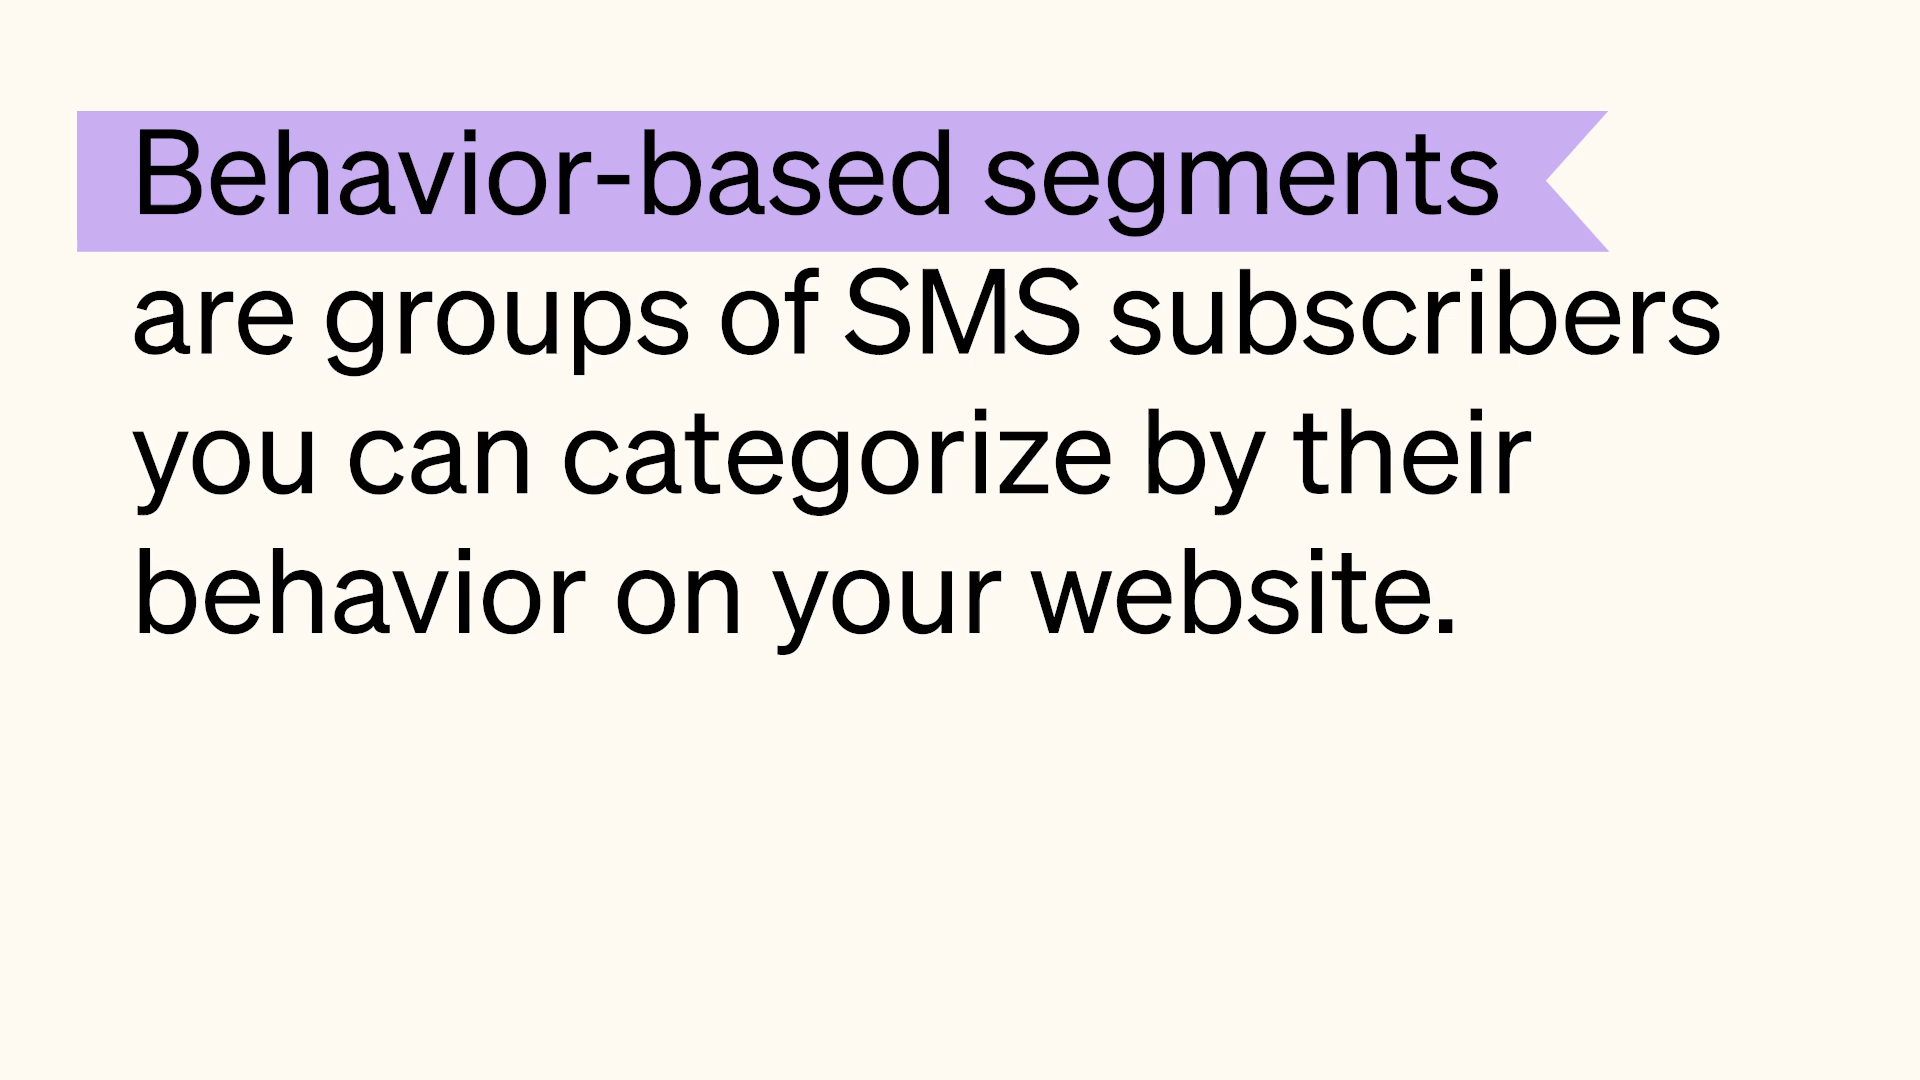 Behavior-based segments
are groups of SMS subscribers
you can categorize by their
behavior on your website.